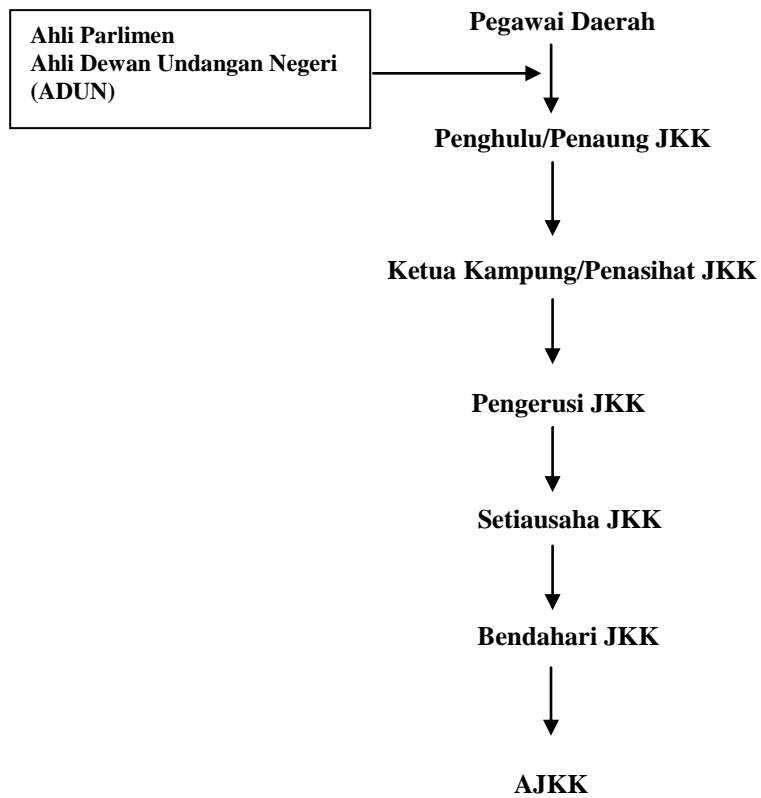 Pegawai Daerah
Ahli Parlimen
Ahli Dewan Undangan Negeri
(ADUN)
Penghulu/Penaung JKK
Ketua Kampung/Penasihat JKK
Pengerusi JKK
Setiausaha JKK
Bendahari JKK
AJKK